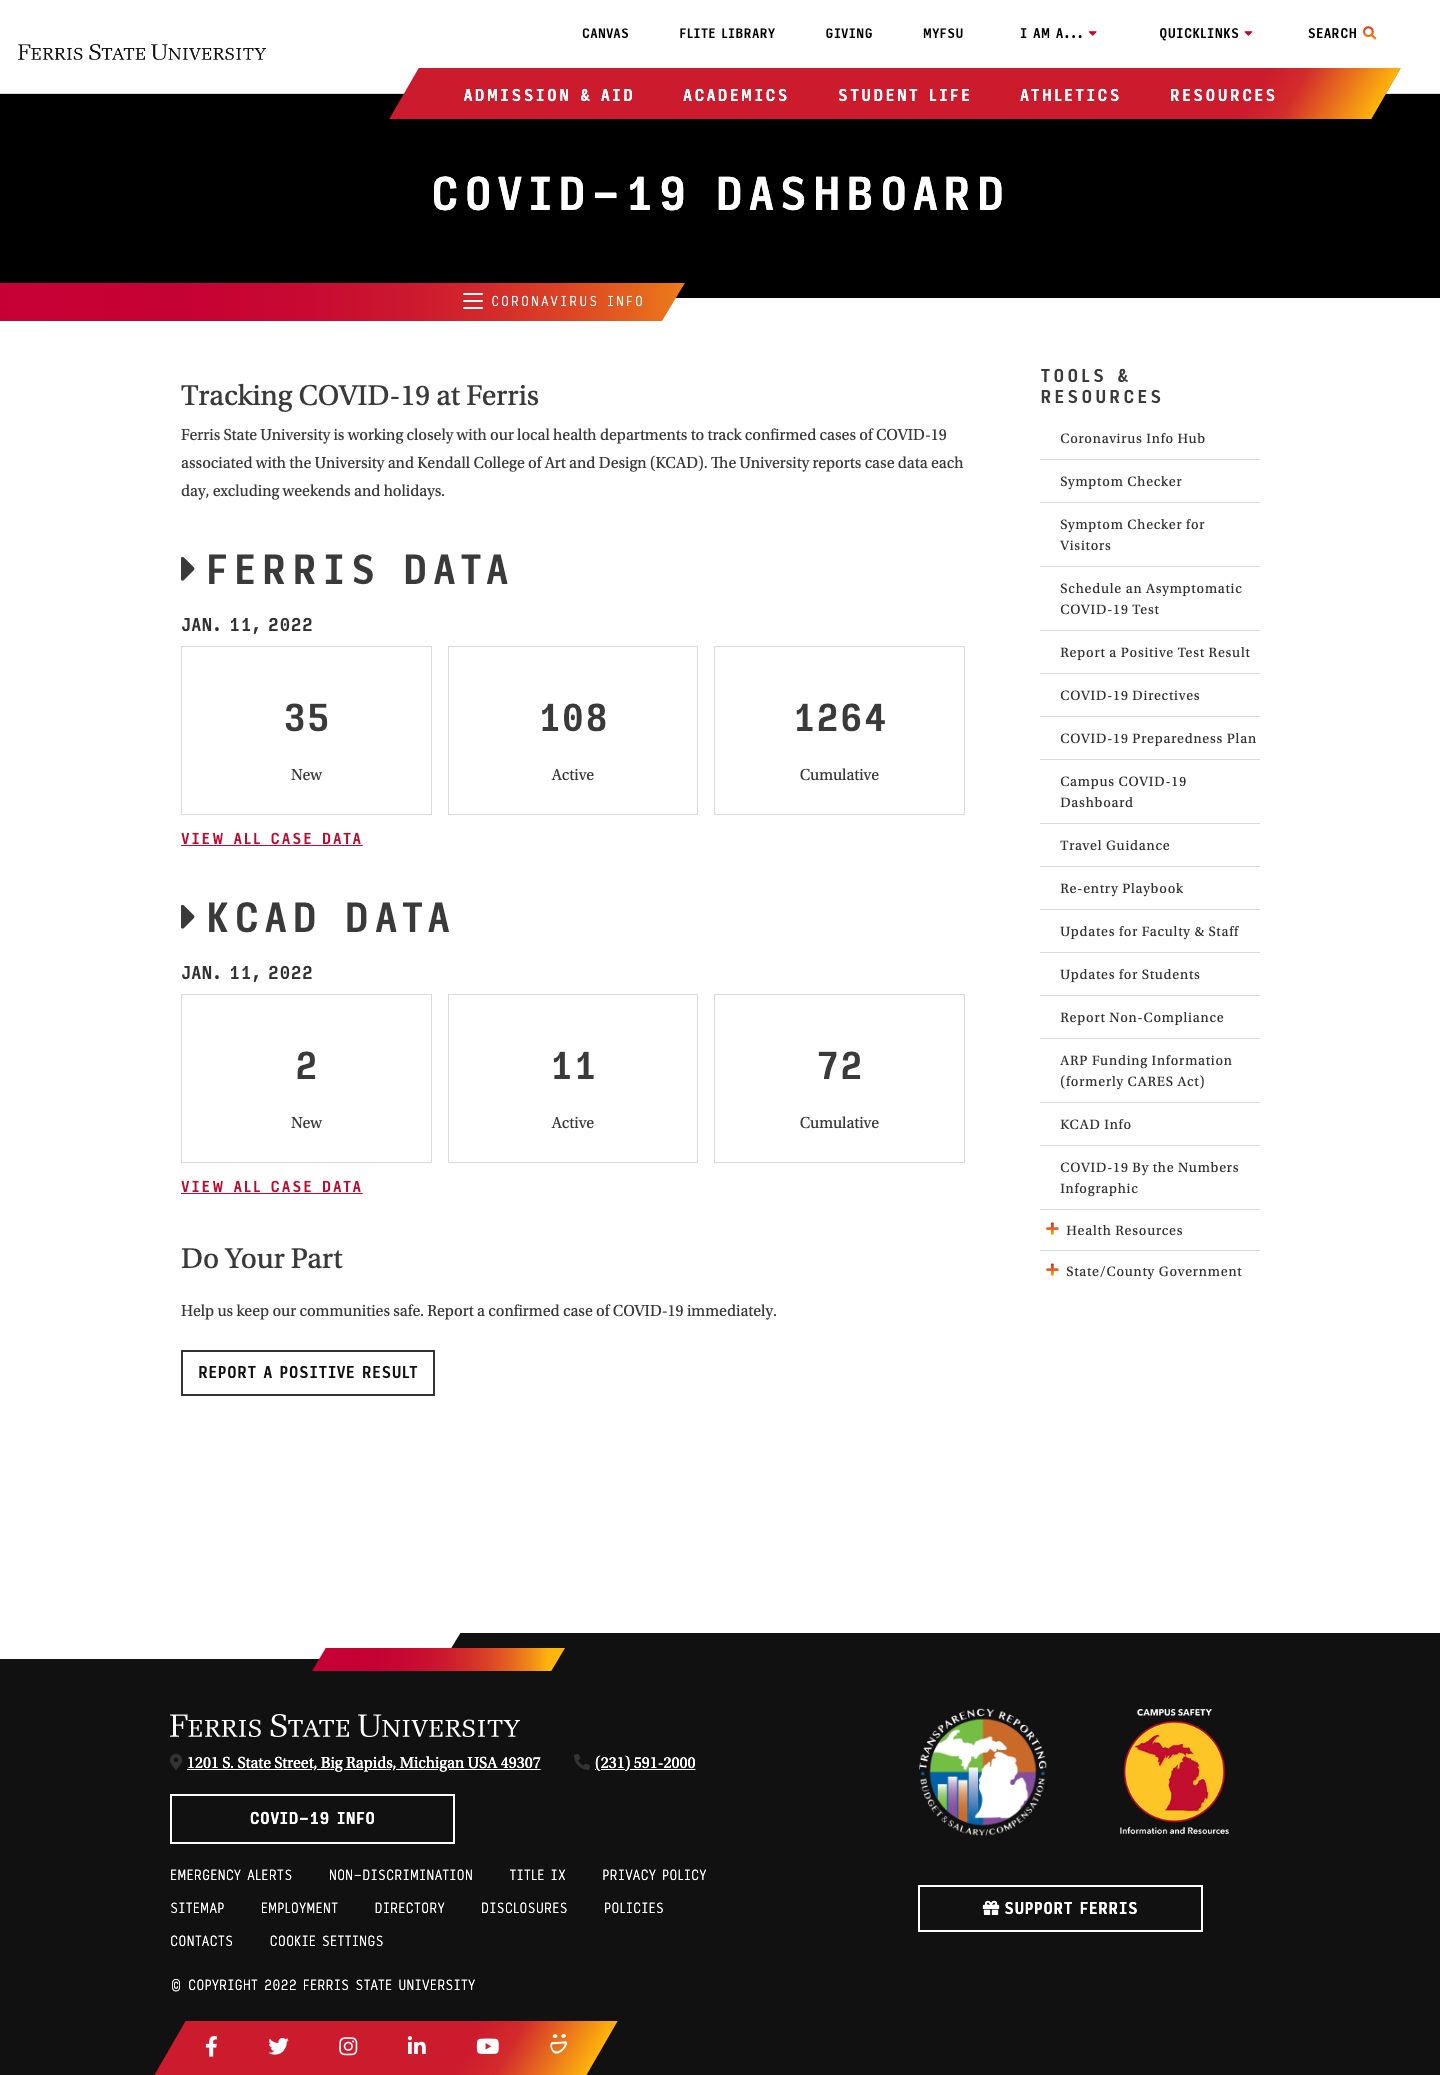 CANVAS FLITE LIBRARY GIVING MYFSU I AM A... QUICKLINKS SEARCH
FERRIS STATE UNIVERSITY
ADMISSION & AID ACADEMICS STUDENT LIFE ATHLETICS RESOURCES
COVID-19 DASHBOARD
CORONAVIRUS INFO
Tracking COVID-19 at Ferris
Ferris State University is working closely with our local health departments to track confirmed cases of COVID-19
associated with the University and Kendall College of Art and Design (KCAD). The University reports case data each
day, excluding weekends and holidays.
FERRIS DATA
JAN. 11, 2022
35 108 1264
New Active Cumulative
VIEW ALL CASE DATA
KCAD DATA
JAN. 11, 2022
2 11 72
New Active Cumulative
VIEW ALL CASE DATA
Do Your Part
Help us keep our communities safe. Report a confirmed case of COVID-19 immediately.
REPORT A POSITIVE RESULT
TOOLS &
RESOURCES
Coronavirus Info Hub
Symptom Checker
Symptom Checker for
Visitors
Schedule an Asymptomatic
COVID-19 Test
Report a Positive Test Result
COVID-19 Directives
COVID-19 Preparedness Plan
Campus COVID-19
Dashboard
Travel Guidance
Re-entry Playbook
Updates for Faculty & Staff
Updates for Students
Report Non-Compliance
ARP Funding Information
(formerly CARES Act)
KCAD Info
COVID-19 By the Numbers
Infographic
Health Resources
State/County Government
FERRIS STATE UNIVERSITY
1201 S. State Street, Big Rapids, Michigan USA 49307 (231) 591-2000
COVID-19 INFO
EMERGENCY ALERTS NON-DISCRIMINATION TITLE IX PRIVACY POLICY
SITEMAP EMPLOYMENT DIRECTORY DISCLOSURES POLICIES
CONTACTS COOKIE SETTINGS
© COPYRIGHT 2022 FERRIS STATE UNIVERSITY
TRANSPARENCY REPORTING
BUDGET & SALARY/COMPENSATION
CAMPUS SAFETY
Information and Resources
SUPPORT FERRIS